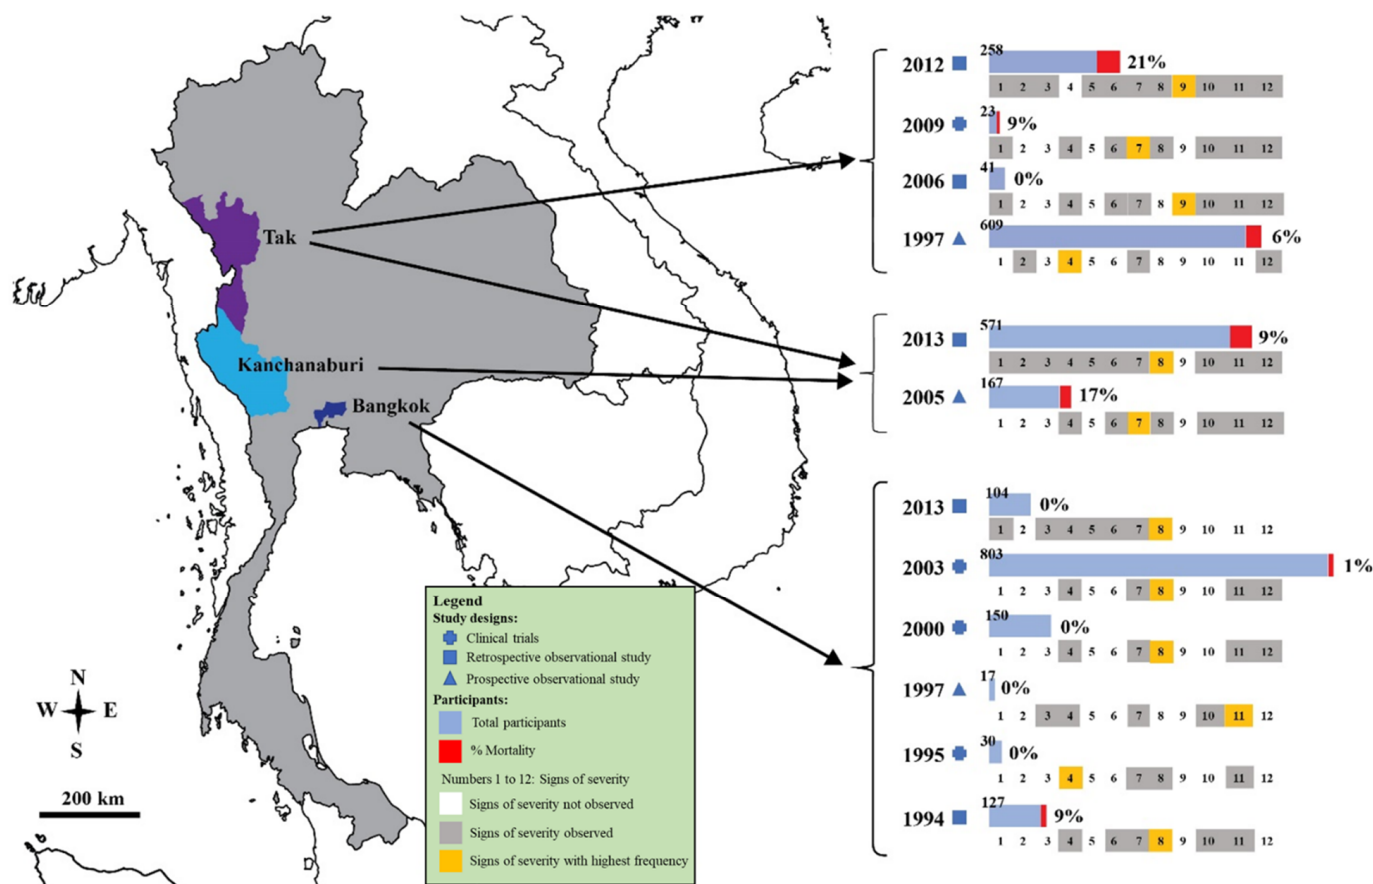 Tak
Kanchanaburi
Bangkok
N
W E
S
200 km
Legend
Study designs:
Clinical trials
Retrospective observational study
Prospective observational study
Participants:
Total participants
% Mortality
Numbers 1 to 12: Signs of severity
Signs of severity not observed
Signs of severity observed
Signs of severity with highest frequency
258
2012 21%
1 2 3 4 5 6 7 8 9 10 11 12
23
2009 9%
1 2 3 4 5 6 7 8 9 10 11 12
41
2006 0%
1 2 3 4 5 6 7 8 9 10 11 12
609
1997 6%
1 2 3 4 5 6 7 8 9 10 11 12
571
2013 9%
1 2 3 4 5 6 7 8 9 10 11 12
167
2005 17%
1 2 3 4 5 6 7 8 9 10 11 12
104
2013 0%
1 2 3 4 5 6 7 8 9 10 11 12
803
2003 1%
1 2 3 4 5 6 7 8 9 10 11 12
150
2000 0%
1 2 3 4 5 6 7 8 9 10 11 12
17
1997 0%
1 2 3 4 5 6 7 8 9 10 11 12
30
1995 0%
1 2 3 4 5 6 7 8 9 10 11 12
127
1994 9%
1 2 3 4 5 6 7 8 9 10 11 12